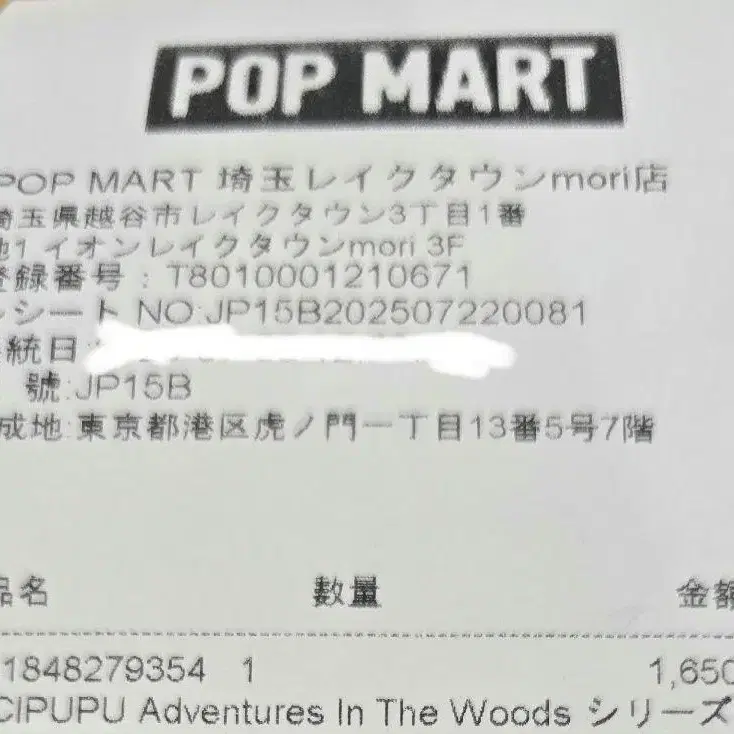 POP MART
POP MART 埼玉レイクタウンmori店
埼玉県越谷市レイクタウン3丁目1番
地1 イオンレイクタウンmori 3F
登録番号 : T8010001210671
シート NO:JP15B202507220081
統日:
號:JP15B
成地:東京都港区虎ノ門一丁目13番5号7階
品名 数量 金額
1848279354 1 1,650
CIPUPU Adventures In The Woods シリーズ